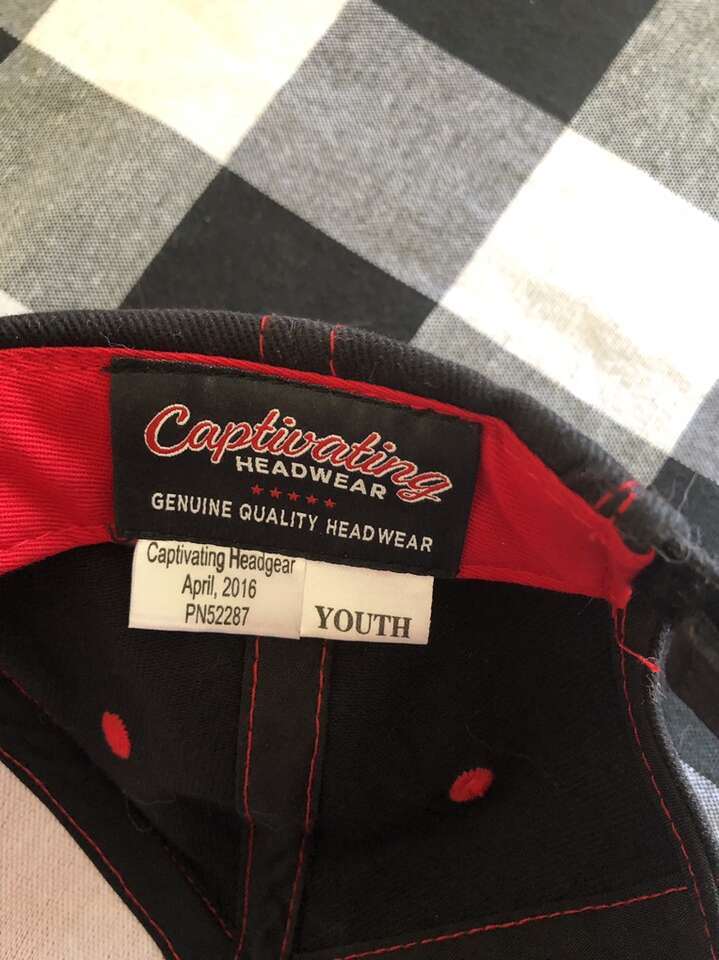 Captivating
HEADWEAR
★★★★★
GENUINE QUALITY HEADWEAR
Captivating Headgear
April, 2016
PN52287
YOUTH